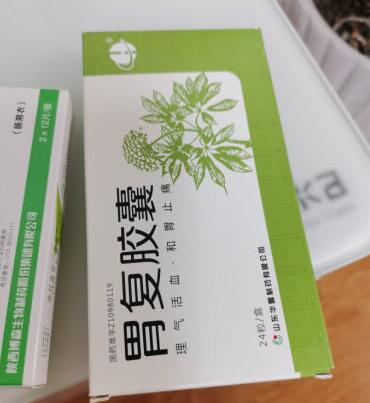 国药准字Z10980119
胃复胶囊
理气活血·和胃止痛
24粒/盒
山东华鲁制药有限公司
(肠溶衣)
2×12片/板
陕西博森生物制药股份集团有限公司